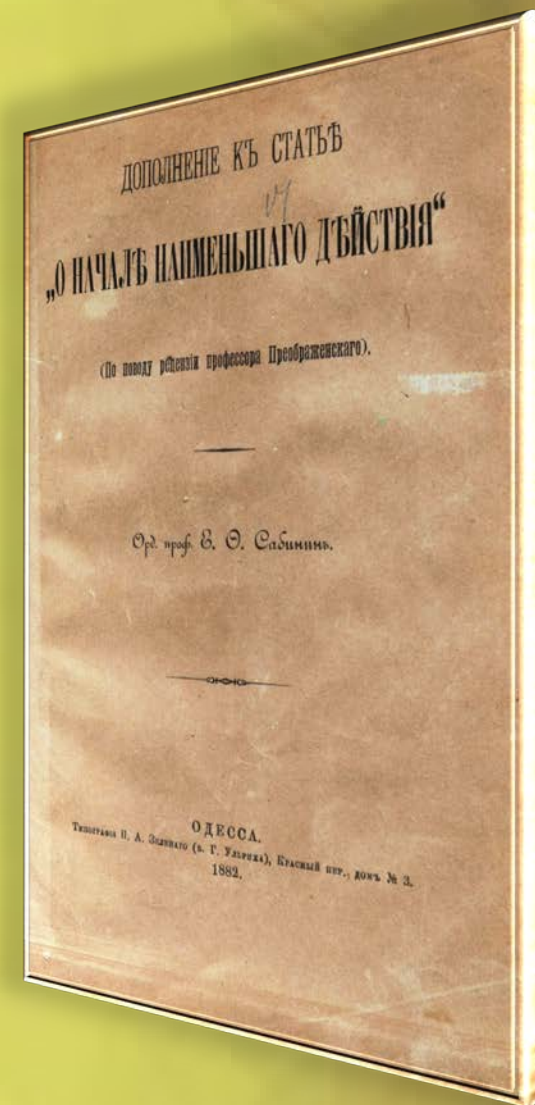 ДОПОЛНЕНІЕ КЪ СТАТЬѢ
„О НАЧАЛѢ НАИМЕНЬШАГО ДѢЙСТВІЯ“
(По поводу рецензіи профессора Преображенскаго).
Орд. проф. Е. Ѳ. Сабининъ.
ОДЕССА.
Типографія П. А. Зеленаго (б. Г. Ульриха), Красный пер., домъ № 3.
1882.